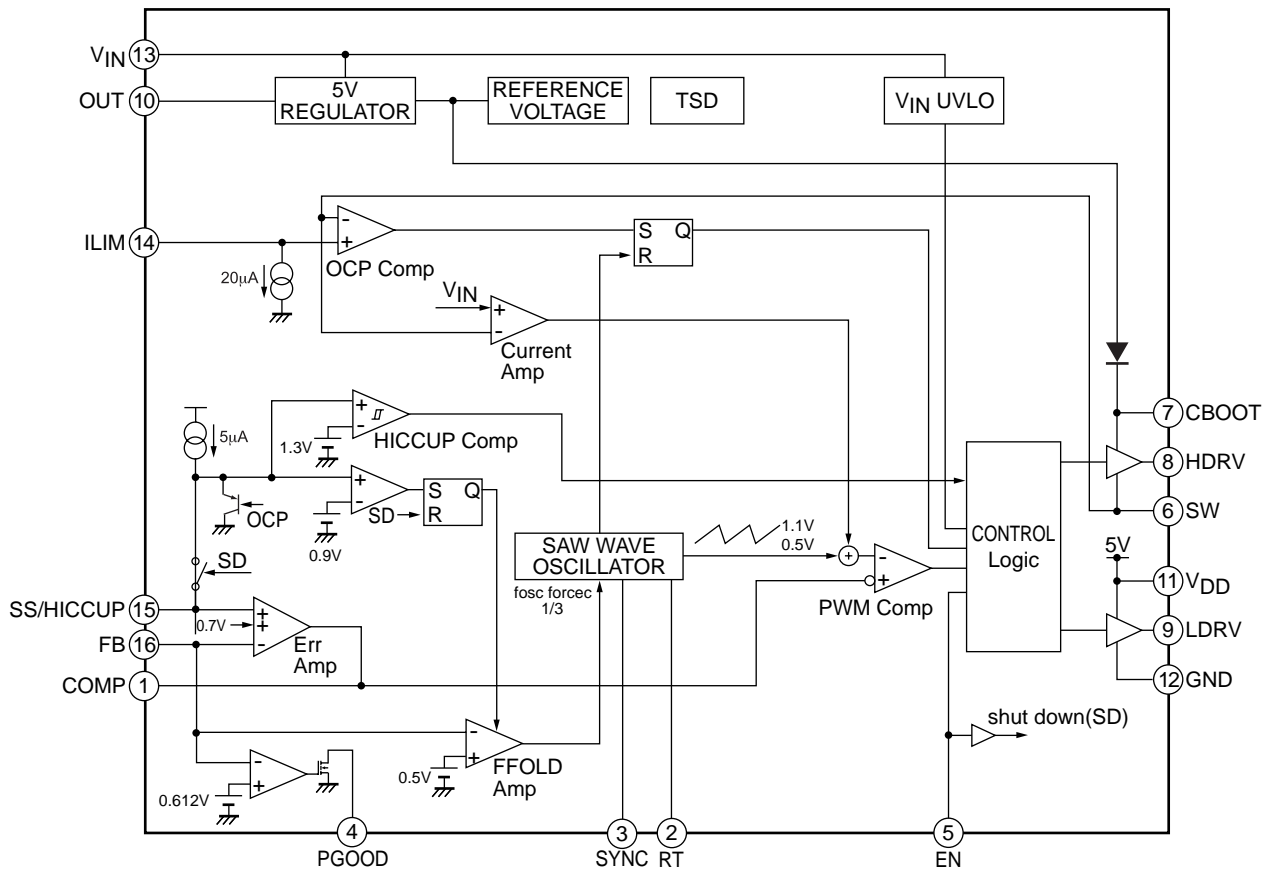 VIN 13
OUT 10
5V
REGULATOR
REFERENCE
VOLTAGE
TSD
VIN UVLO
ILIM 14
20μA
-
+
OCP Comp
S Q
R
VIN
+
-
Current
Amp
5μA
+
-
1.3V
HICCUP Comp
OCP
+
-
0.9V
SD
S Q
R
SD
SS/HICCUP 15
0.7V
FB 16
+
+
-
Err
Amp
COMP 1
SAW WAVE
OSCILLATOR
fosc forcec
1/3
1.1V
0.5V
+
-
+
PWM Comp
CONTROL
Logic
7 CBOOT
8 HDRV
6 SW
5V
11 VDD
9 LDRV
12 GND
shut down(SD)
-
+
0.5V
FFOLD
Amp
-
+
0.612V
4
PGOOD
3
SYNC
2
RT
5
EN